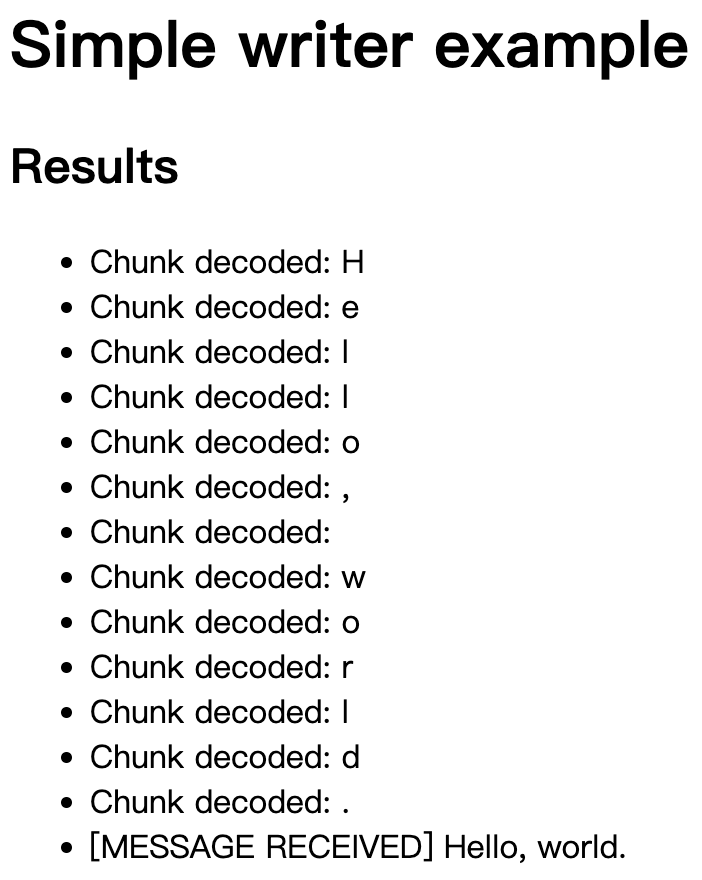 Simple writer example
Results
• Chunk decoded: H
• Chunk decoded: e
• Chunk decoded: l
• Chunk decoded: l
• Chunk decoded: o
• Chunk decoded: ,
• Chunk decoded:
• Chunk decoded: w
• Chunk decoded: o
• Chunk decoded: r
• Chunk decoded: l
• Chunk decoded: d
• Chunk decoded: .
• [MESSAGE RECEIVED] Hello, world.